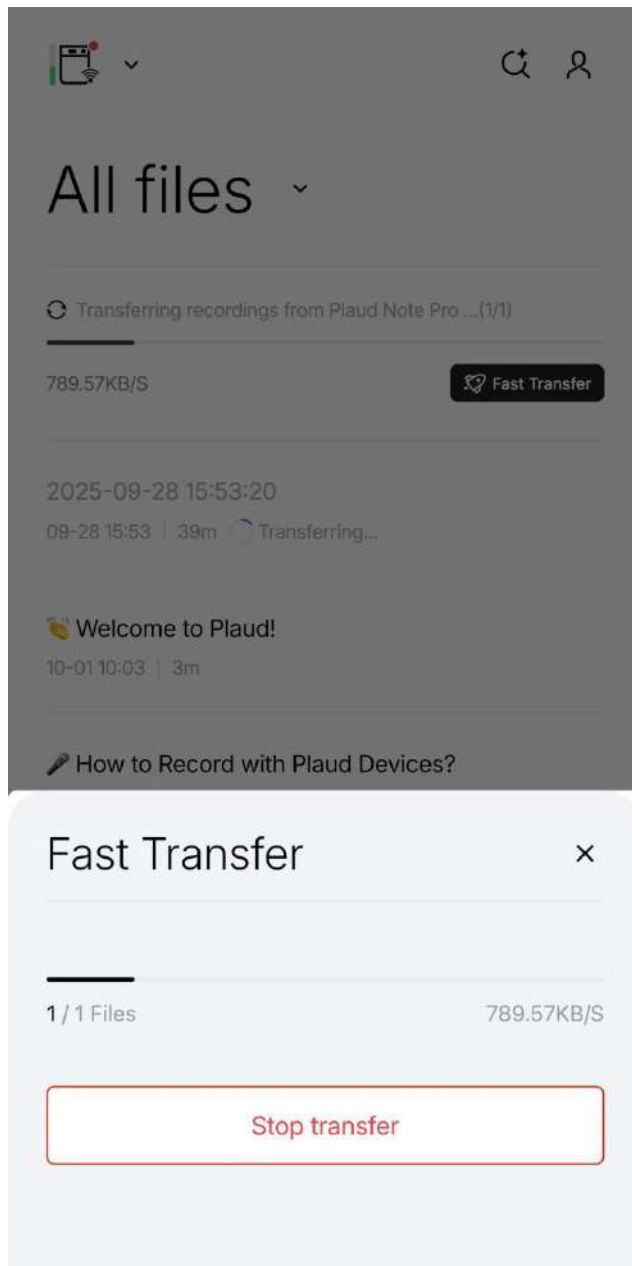 All files
Transferring recordings from Plaud Note Pro ...(1/1)
789.57KB/S
Fast Transfer
2025-09-28 15:53:20
09-28 15:53 | 39m Transferring...
👏 Welcome to Plaud!
10-01 10:03 | 3m
🎤 How to Record with Plaud Devices?
Fast Transfer
1 / 1 Files
789.57KB/S
Stop transfer